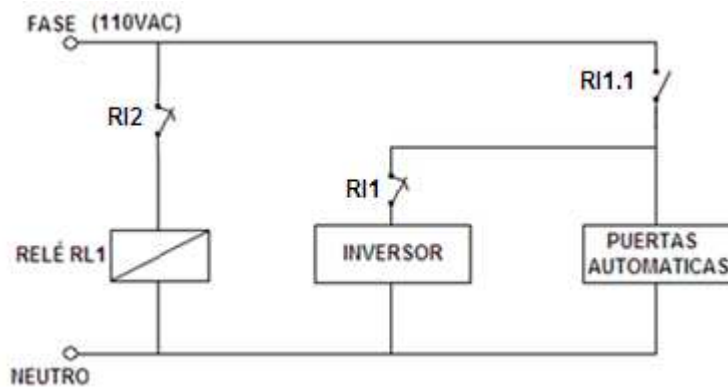 FASE (110VAC)
RI1.1
RI2
RI1
RELÉ RL1
INVERSOR
PUERTAS
AUTOMATICAS
NEUTRO